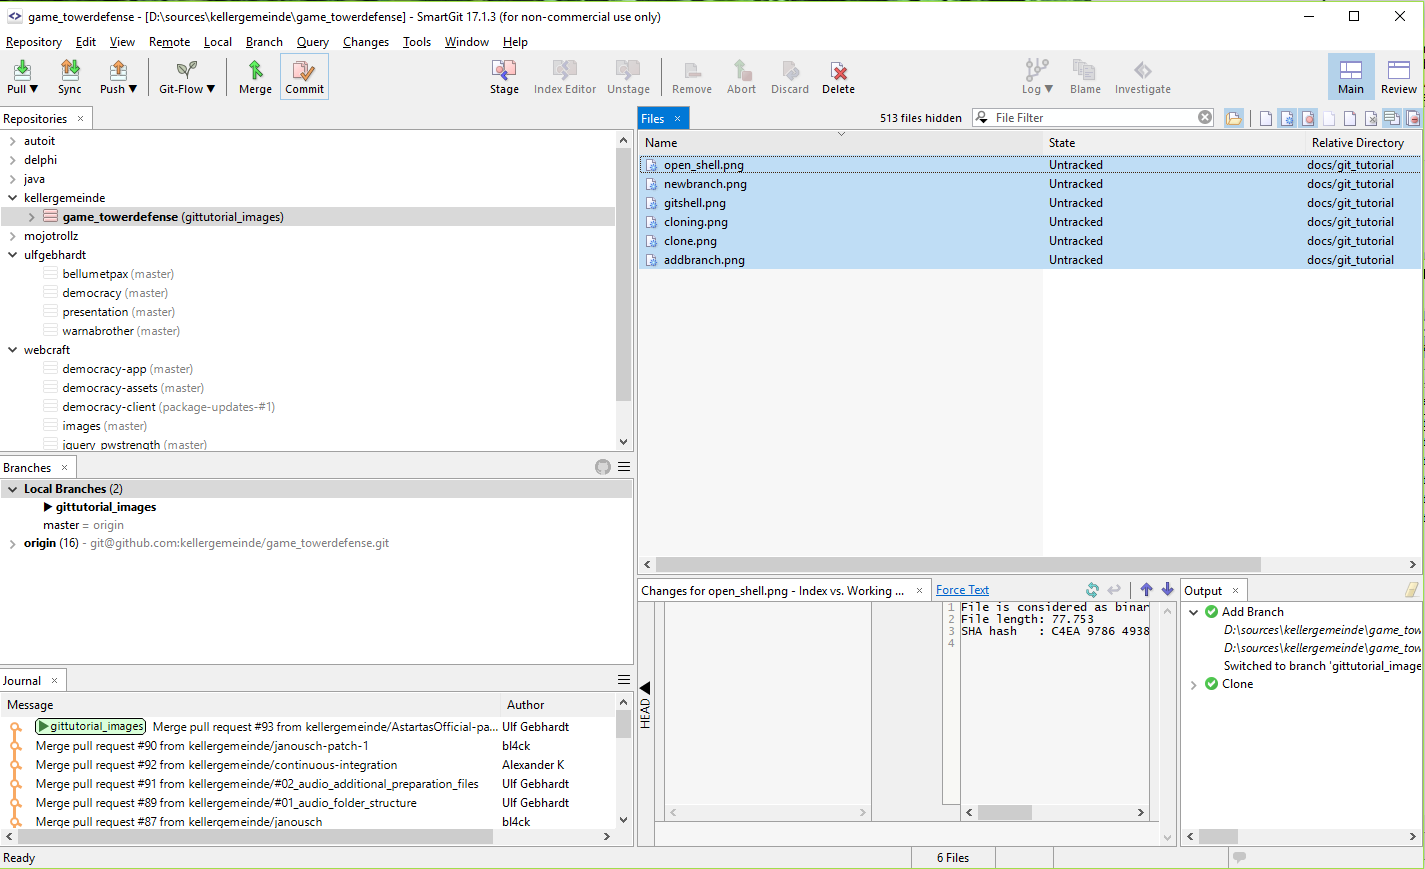 game_towerdefense - [D:\sources\kellergemeinde\game_towerdefense] - SmartGit 17.1.3 (for non-commercial use only)
Repository Edit View Remote Local Branch Query Changes Tools Window Help
Pull ▼ Sync Push ▼ Git-Flow ▼ Merge Commit Stage Index Editor Unstage Remove Abort Discard Delete Log ▼ Blame Investigate Main Review
Repositories
autoit
delphi
java
kellergemeinde
game_towerdefense (gittutorial_images)
mojotrollz
ulfgebhardt
bellumetpax (master)
democracy (master)
presentation (master)
warnabrother (master)
webcraft
democracy-app (master)
democracy-assets (master)
democracy-client (package-updates-#1)
images (master)
jquery_pwstrength (master)
Files 513 files hidden File Filter
Name State Relative Directory
open_shell.png Untracked docs/git_tutorial
newbranch.png Untracked docs/git_tutorial
gitshell.png Untracked docs/git_tutorial
cloning.png Untracked docs/git_tutorial
clone.png Untracked docs/git_tutorial
addbranch.png Untracked docs/git_tutorial
Branches
Local Branches (2)
gittutorial_images
master = origin
origin (16) - git@github.com:kellergemeinde/game_towerdefense.git
Journal
Message Author
gittutorial_images Merge pull request #93 from kellergemeinde/AstartasOfficial-pa... Ulf Gebhardt
Merge pull request #90 from kellergemeinde/janousch-patch-1 bl4ck
Merge pull request #92 from kellergemeinde/continuous-integration Alexander K
Merge pull request #91 from kellergemeinde/#02_audio_additional_preparation_files Ulf Gebhardt
Merge pull request #89 from kellergemeinde/#01_audio_folder_structure Ulf Gebhardt
Merge pull request #87 from kellergemeinde/janousch bl4ck
Changes for open_shell.png - Index vs. Working ... Force Text
HEAD
1 File is considered as binar
2 File length: 77.753
3 SHA hash : C4EA 9786 4938
4
Output
Add Branch
D:\sources\kellergemeinde\game_tow
D:\sources\kellergemeinde\game_tow
Switched to branch 'gittutorial_image
Clone
Ready 6 Files